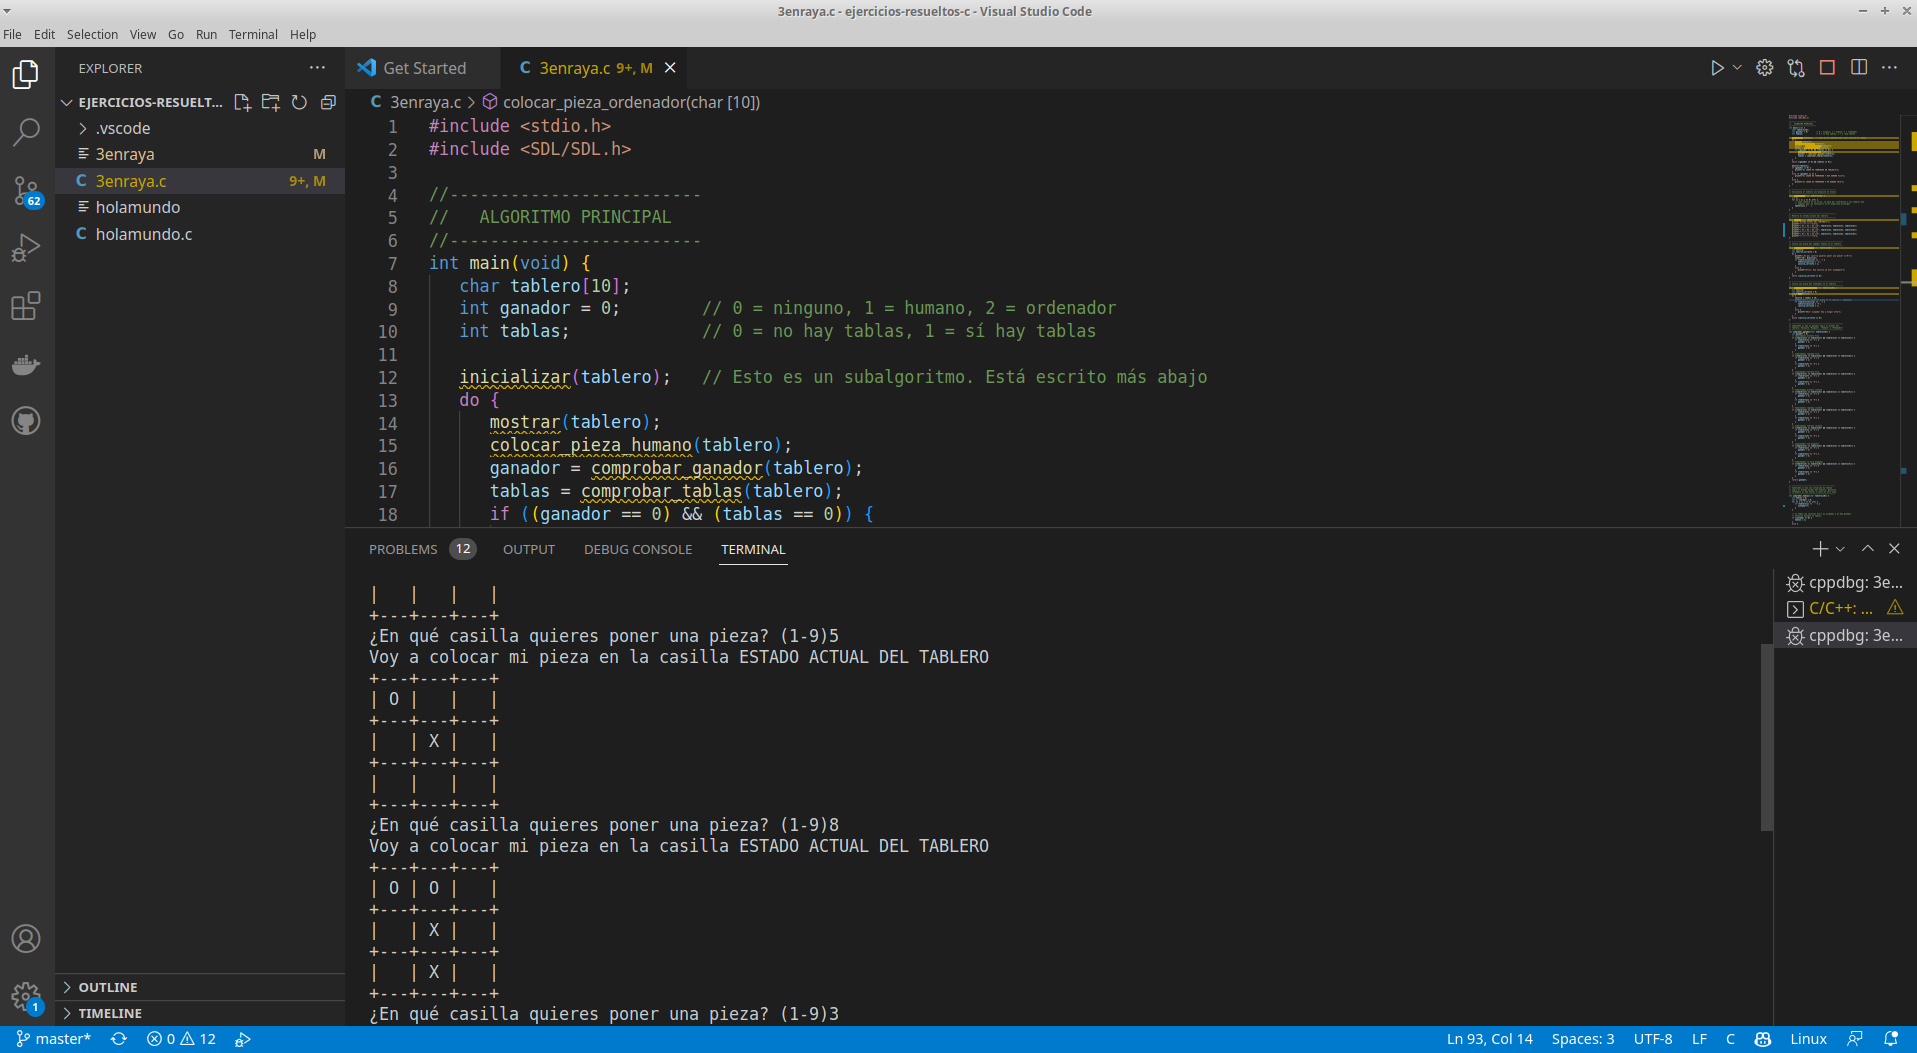 3enraya.c - ejercicios-resueltos-c - Visual Studio Code
File Edit Selection View Go Run Terminal Help
EXPLORER
EJERCICIOS-RESUELT...
.vscode
3enraya M
C 3enraya.c 9+, M
holamundo
C holamundo.c
OUTLINE
TIMELINE
62
1
Get Started
C 3enraya.c 9+, M
C 3enraya.c > colocar_pieza_ordenador(char [10])
1 #include <stdio.h>
2 #include <SDL/SDL.h>
3
4 //-------------------------
5 //   ALGORITMO PRINCIPAL
6 //-------------------------
7 int main(void) {
8    char tablero[10];
9    int ganador = 0;        // 0 = ninguno, 1 = humano, 2 = ordenador
10    int tablas;             // 0 = no hay tablas, 1 = sí hay tablas
11
12    inicializar(tablero);   // Esto es un subalgoritmo. Está escrito más abajo
13    do {
14       mostrar(tablero);
15       colocar_pieza_humano(tablero);
16       ganador = comprobar_ganador(tablero);
17       tablas = comprobar_tablas(tablero);
18       if ((ganador == 0) && (tablas == 0)) {
PROBLEMS 12 OUTPUT DEBUG CONSOLE TERMINAL
|   |   |   |
+---+---+---+
¿En qué casilla quieres poner una pieza? (1-9)5
Voy a colocar mi pieza en la casilla ESTADO ACTUAL DEL TABLERO
+---+---+---+
| O |   |   |
+---+---+---+
|   | X |   |
+---+---+---+
|   |   |   |
+---+---+---+
¿En qué casilla quieres poner una pieza? (1-9)8
Voy a colocar mi pieza en la casilla ESTADO ACTUAL DEL TABLERO
+---+---+---+
| O | O |   |
+---+---+---+
|   | X |   |
+---+---+---+
|   | X |   |
+---+---+---+
¿En qué casilla quieres poner una pieza? (1-9)3
cppdbg: 3e...
C/C++: ...
cppdbg: 3e...
master* 0 12 Ln 93, Col 14 Spaces: 3 UTF-8 LF C Linux